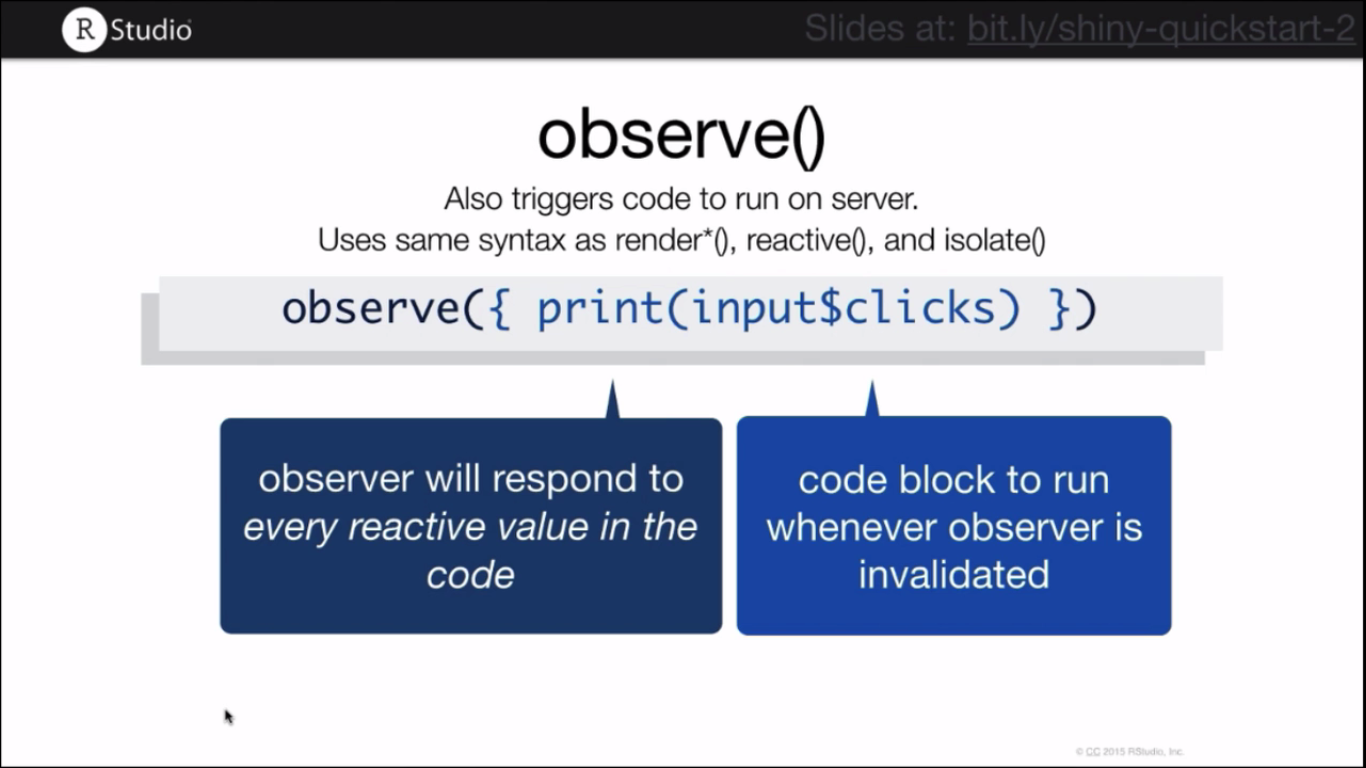 R Studio
Slides at: bit.ly/shiny-quickstart-2
observe()
Also triggers code to run on server.
Uses same syntax as render*(), reactive(), and isolate()
observe({ print(input$clicks) })
observer will respond to
every reactive value in the
code
code block to run
whenever observer is
invalidated
© CC 2015 RStudio, Inc.